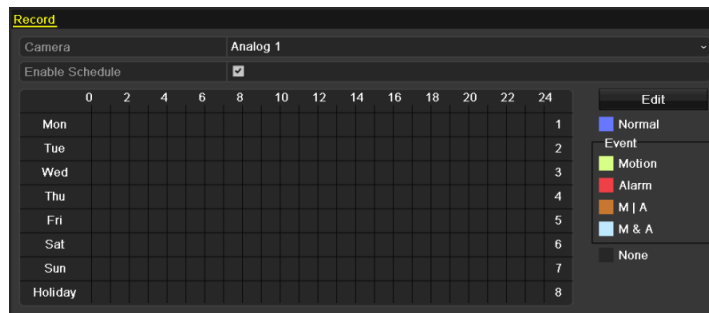 Record
Camera Analog 1
Enable Schedule
0 2 4 6 8 10 12 14 16 18 20 22 24 Edit
Mon 1 Normal
Event
Tue 2 Motion
Wed 3 Alarm
Thu 4 M | A
Fri 5 M & A
Sat 6 None
Sun 7
Holiday 8